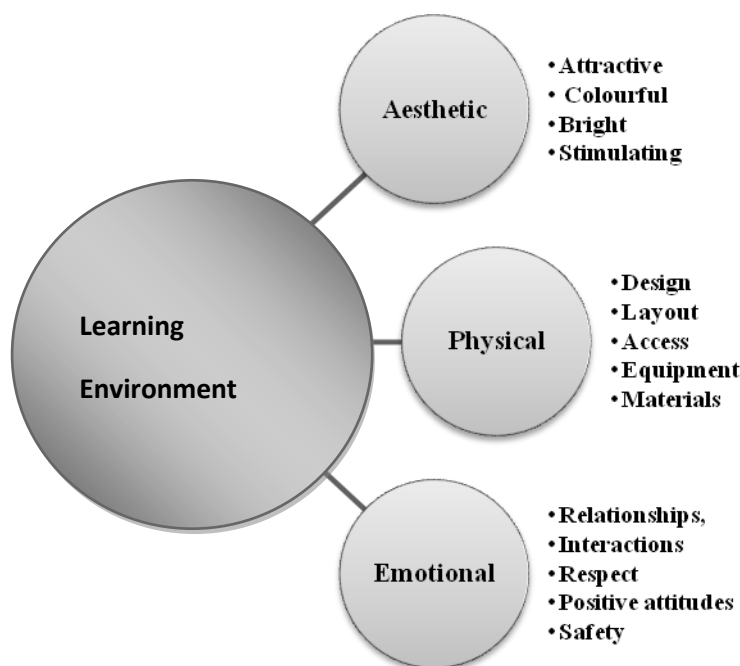 Learning
Environment
Aesthetic
• Attractive
• Colourful
• Bright
• Stimulating
Physical
• Design
• Layout
• Access
• Equipment
• Materials
Emotional
• Relationships,
• Interactions
• Respect
• Positive attitudes
• Safety